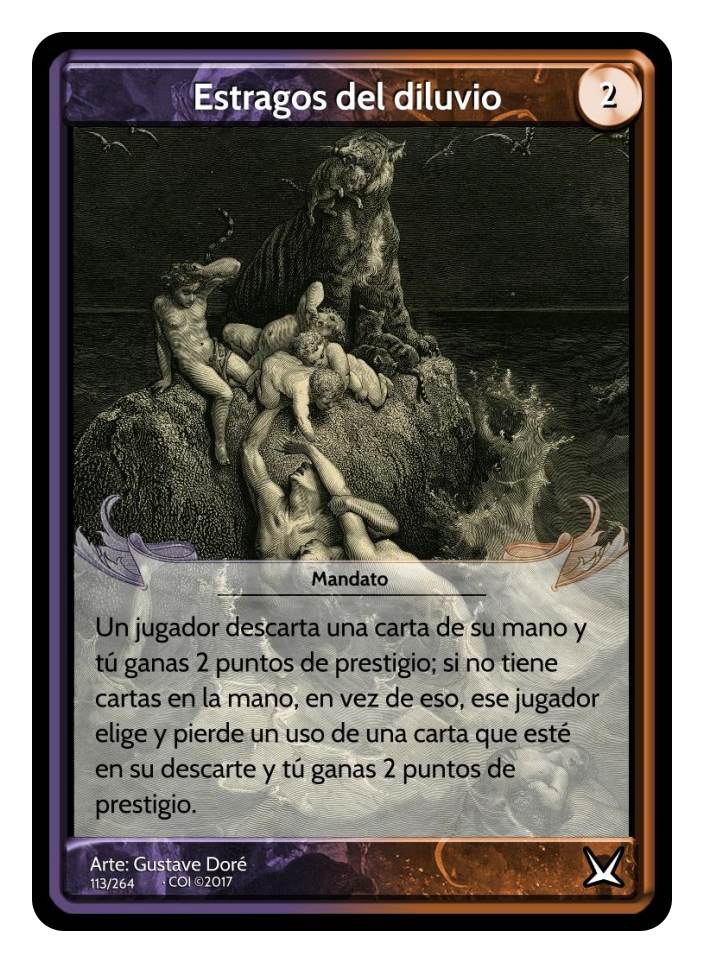 Estragos del diluvio
2
Mandato
Un jugador descarta una carta de su mano y
tú ganas 2 puntos de prestigio; si no tiene
cartas en la mano, en vez de eso, ese jugador
elige y pierde un uso de una carta que esté
en su descarte y tú ganas 2 puntos de
prestigio.
Arte: Gustave Doré
113/264 · COI ©2017